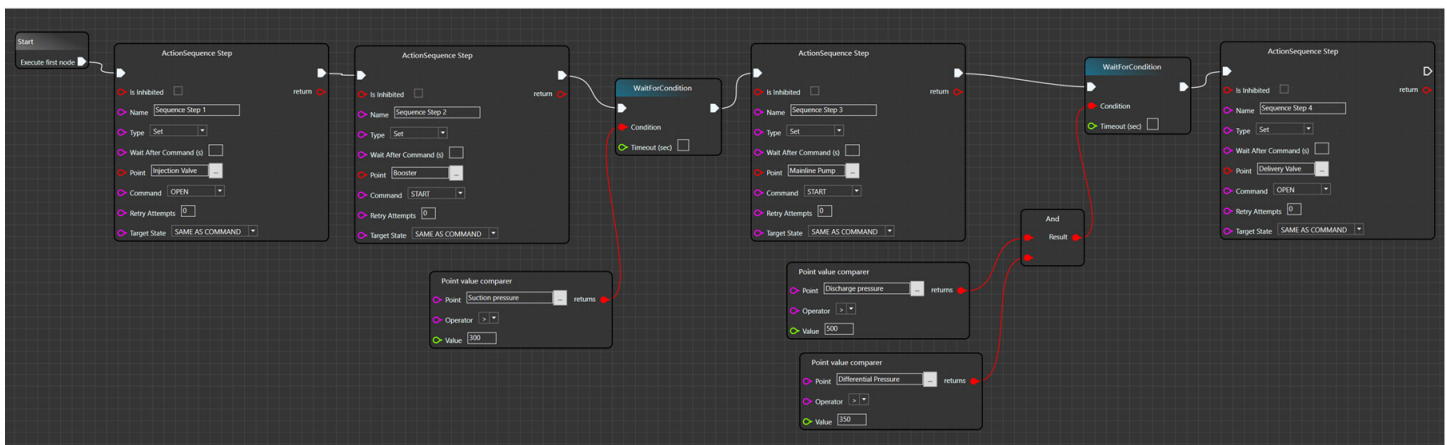 Start
Execute first node
ActionSequence Step
Is Inhibited
return
Name Sequence Step 1
Type Set
Wait After Command (s)
Point Injection Valve ...
Command OPEN
Retry Attempts 0
Target State SAME AS COMMAND
ActionSequence Step
Is Inhibited
return
Name Sequence Step 2
Type Set
Wait After Command (s)
Point Booster ...
Command START
Retry Attempts 0
Target State SAME AS COMMAND
WaitForCondition
Condition
Timeout (sec)
Point value comparer
Point Suction pressure ... returns
Operator >
Value 300
ActionSequence Step
Is Inhibited
return
Name Sequence Step 3
Type Set
Wait After Command (s)
Point Mainline Pump ...
Command START
Retry Attempts 0
Target State SAME AS COMMAND
Point value comparer
Point Discharge pressure ... returns
Operator >
Value 500
Point value comparer
Point Differential Pressure ... returns
Operator >
Value 350
And
Result
WaitForCondition
Condition
Timeout (sec)
ActionSequence Step
Is Inhibited
return
Name Sequence Step 4
Type Set
Wait After Command (s)
Point Delivery Valve ...
Command OPEN
Retry Attempts 0
Target State SAME AS COMMAND